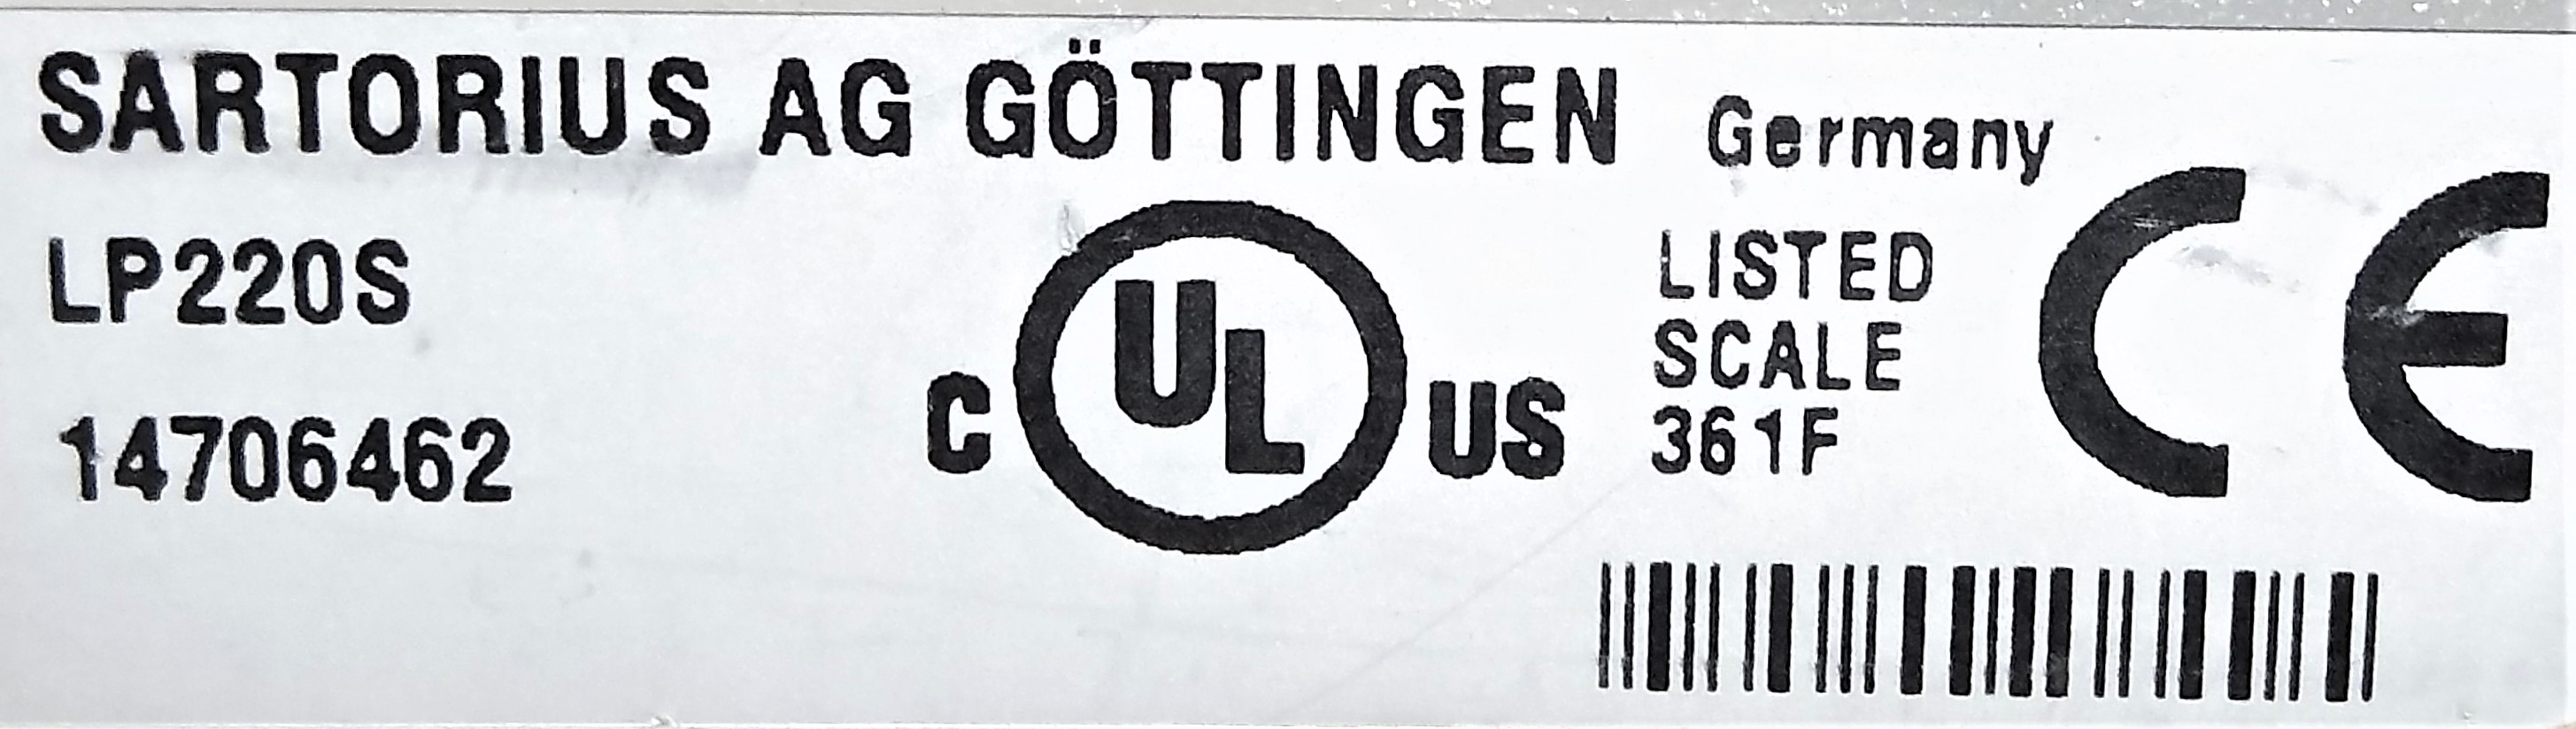 SARTORIUS AG GÖTTINGEN Germany
LP220S
14706462
C UL US
LISTED
SCALE
361F
CE